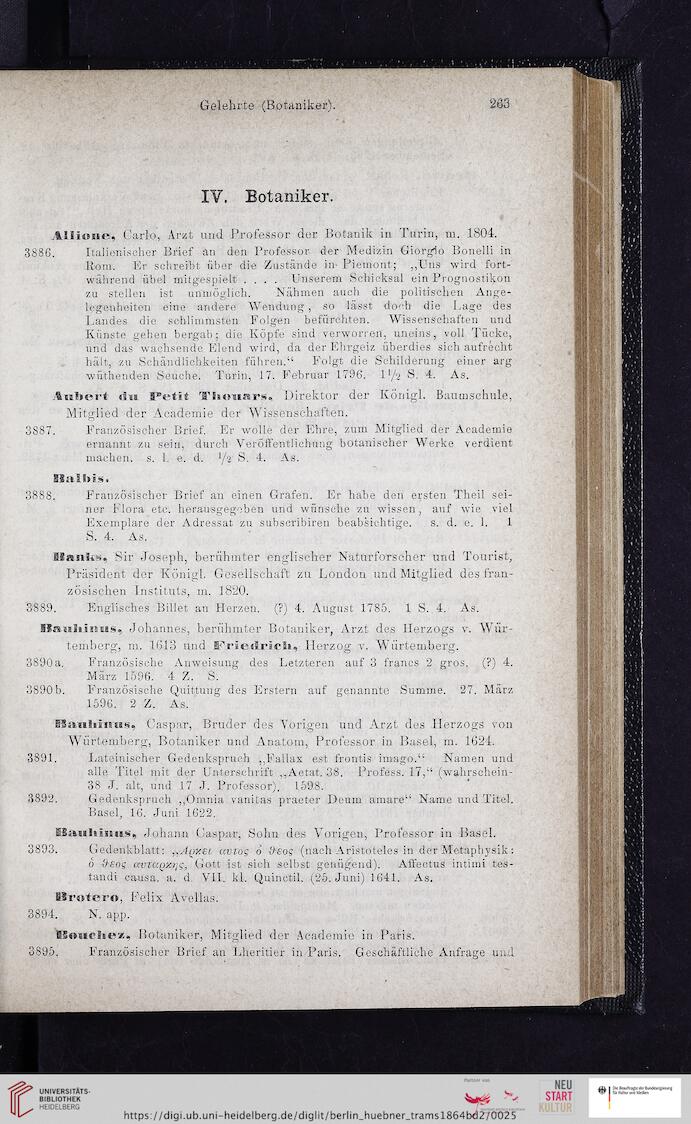 Gelehrte (Botaniker). 263
IV. Botaniker.
Allione, Carlo, Arzt und Professor der Botanik in Turin, m. 1804.
3886. Italienischer Brief an den Professor der Medizin Giorgio Bonelli in
Rom. Er schreibt über die Zustände in Piemont; „Uns wird fort-
während übel mitgespielt . . . . Unserem Schicksal ein Prognostikon
zu stellen ist unmöglich. Nähmen auch die politischen Ange-
legenheiten eine andere Wendung, so lässt doch die Lage des
Landes die schlimmsten Folgen befürchten. Wissenschaften und
Künste gehen bergab; die Köpfe sind verworren, uneins, voll Tücke,
und das wachsende Elend wird, da der Ehrgeiz überdies sich aufrecht
hält, zu Schändlichkeiten führen.“ Folgt die Schilderung einer arg
wüthenden Seuche. Turin, 17. Februar 1796. 1½ S. 4. As.
Aubert du Petit Thouars, Direktor der Königl. Baumschule,
Mitglied der Academie der Wissenschaften.
3887. Französischer Brief. Er wolle der Ehre, zum Mitglied der Academie
ernannt zu sein, durch Veröffentlichung botanischer Werke verdient
machen. s. l. e. d. ½ S. 4. As.
Balbis.
3888. Französischer Brief an einen Grafen. Er habe den ersten Theil sei-
ner Flora etc. herausgegeben und wünsche zu wissen, auf wie viel
Exemplare der Adressat zu subscribiren beabsichtige. s. d. e. l. 1
S. 4. As.
Banks, Sir Joseph, berühmter englischer Naturforscher und Tourist,
Präsident der Königl. Gesellschaft zu London und Mitglied des fran-
zösischen Instituts, m. 1820.
3889. Englisches Billet an Herzen. (?) 4. August 1785. 1 S. 4. As.
Bauhinus, Johannes, berühmter Botaniker, Arzt des Herzogs v. Wür-
temberg, m. 1613 und Friedrich, Herzog v. Würtemberg.
3890a. Französische Anweisung des Letzteren auf 3 francs 2 gros. (?) 4.
März 1596. 4 Z. S.
3890b. Französische Quittung des Erstern auf genannte Summe. 27. März
1596. 2 Z. As.
Bauhinus, Caspar, Bruder des Vorigen und Arzt des Herzogs von
Würtemberg, Botaniker und Anatom, Professor in Basel, m. 1624.
3891. Lateinischer Gedenkspruch „Fallax est frontis imago.“ Namen und
alle Titel mit der Unterschrift „Aetat. 38. Profess. 17,“ (wahrschein-
38 J. alt, und 17 J. Professor), 1598.
3892. Gedenkspruch „Omnia vanitas praeter Deum amare“ Name und Titel.
Basel, 16. Juni 1622.
Bauhinus, Johann Caspar, Sohn des Vorigen, Professor in Basel.
3893. Gedenkblatt: „Αρχει αυτος ὁ θεος (nach Aristoteles in der Metaphysik:
ὁ θεος αυταρχης, Gott ist sich selbst genügend). Affectus intimi tes-
tandi causa. a. d. VII. kl. Quinctil. (25. Juni) 1641. As.
Brotero, Felix Avellas.
3894. N. app.
Bouchez, Botaniker, Mitglied der Academie in Paris.
3895. Französischer Brief an Lheritier in Paris. Geschäftliche Anfrage und
UNIVERSITÄTS-
BIBLIOTHEK
HEIDELBERG
https://digi.ub.uni-heidelberg.de/diglit/berlin_huebner_trams1864bd2/0025
Partner von
NEU
START
KULTUR
Die Beauftragte der Bundesregierung
für Kultur und Medien